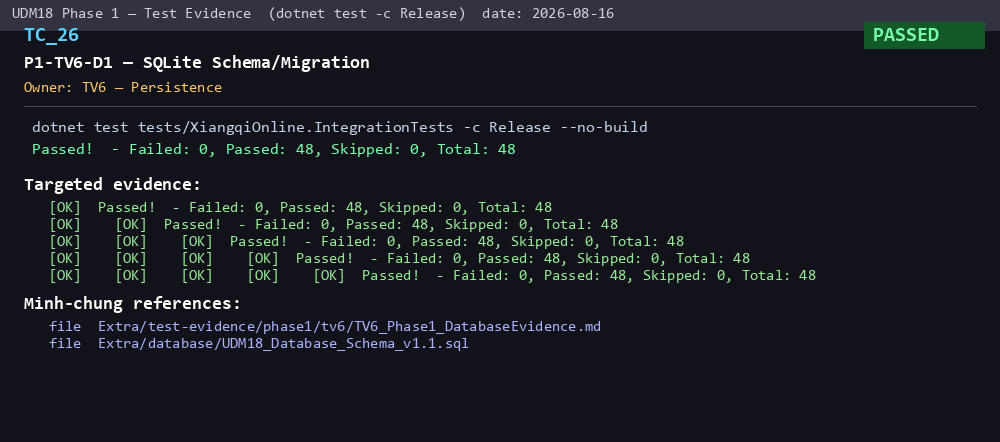 UDM18 Phase 1 — Test Evidence  (dotnet test -c Release)  date: 2026-08-16
TC_26
PASSED
P1-TV6-D1 — SQLite Schema/Migration
Owner: TV6 — Persistence
dotnet test tests/XiangqiOnline.IntegrationTests -c Release --no-build
Passed!  - Failed: 0, Passed: 48, Skipped: 0, Total: 48
Targeted evidence:
[OK]  Passed!  - Failed: 0, Passed: 48, Skipped: 0, Total: 48
[OK]    [OK]  Passed!  - Failed: 0, Passed: 48, Skipped: 0, Total: 48
[OK]    [OK]    [OK]  Passed!  - Failed: 0, Passed: 48, Skipped: 0, Total: 48
[OK]    [OK]    [OK]    [OK]  Passed!  - Failed: 0, Passed: 48, Skipped: 0, Total: 48
[OK]    [OK]    [OK]    [OK]    [OK]  Passed!  - Failed: 0, Passed: 48, Skipped: 0, Total: 48
Minh-chung references:
file  Extra/test-evidence/phase1/tv6/TV6_Phase1_DatabaseEvidence.md
file  Extra/database/UDM18_Database_Schema_v1.1.sql